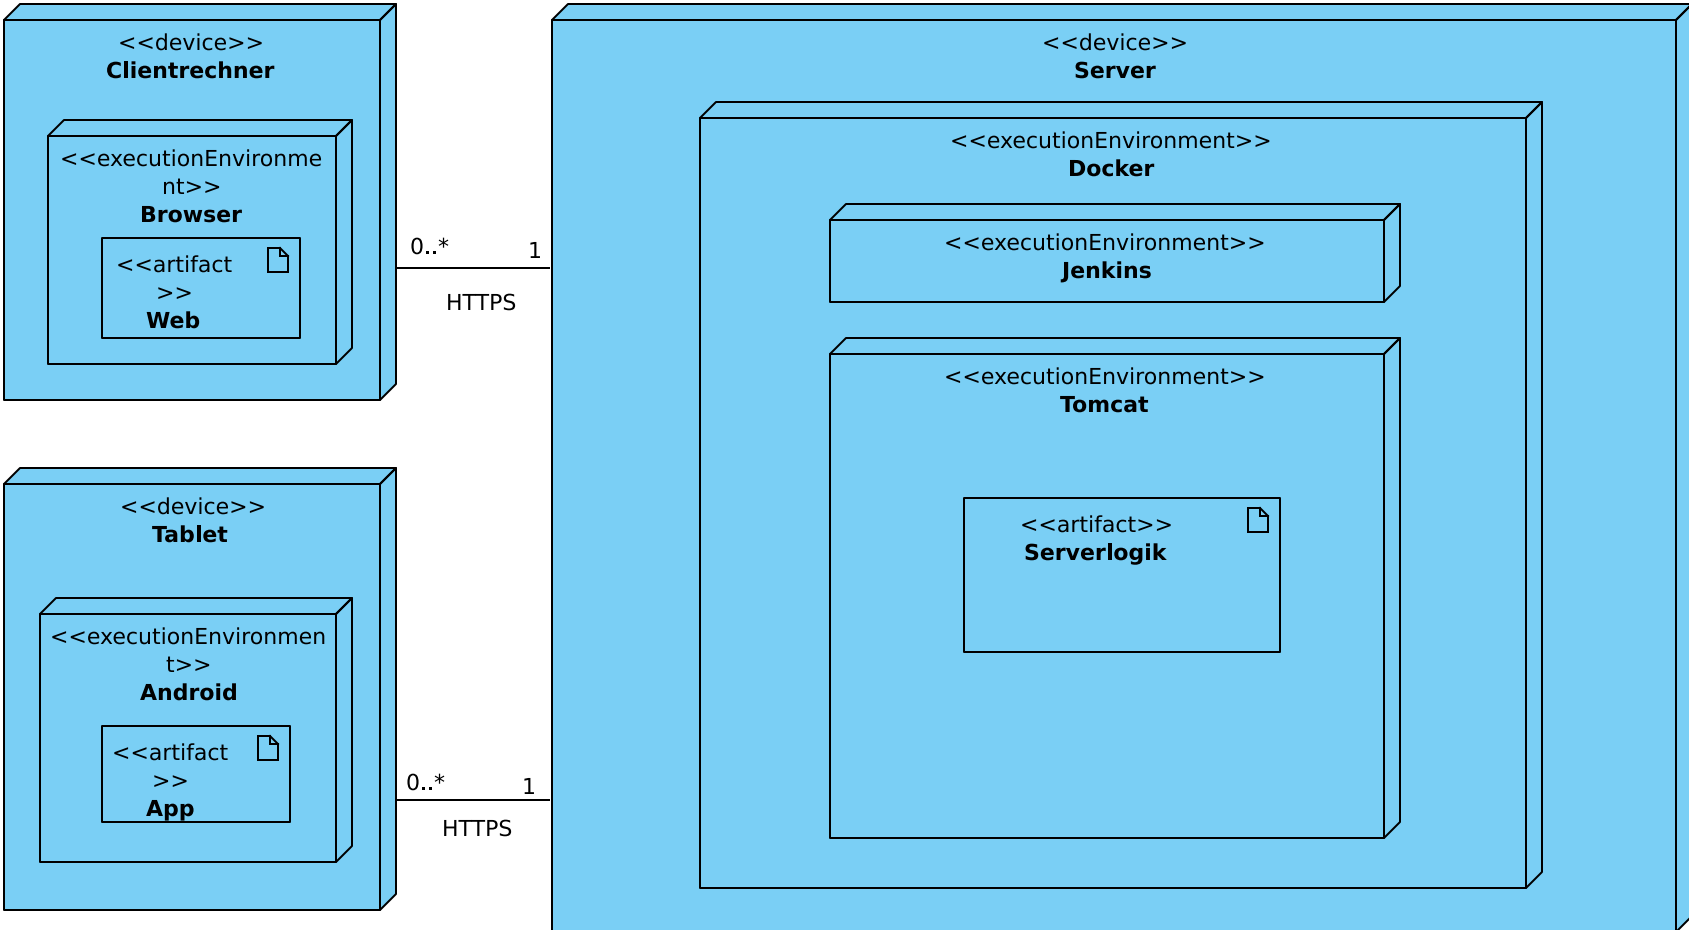 <<device>>
Clientrechner
<<executionEnvironme
nt>>
Browser
<<artifact
>>
Web
0..*
1
HTTPS
<<device>>
Tablet
<<executionEnvironmen
t>>
Android
<<artifact
>>
App
0..*
1
HTTPS
<<device>>
Server
<<executionEnvironment>>
Docker
<<executionEnvironment>>
Jenkins
<<executionEnvironment>>
Tomcat
<<artifact>>
Serverlogik